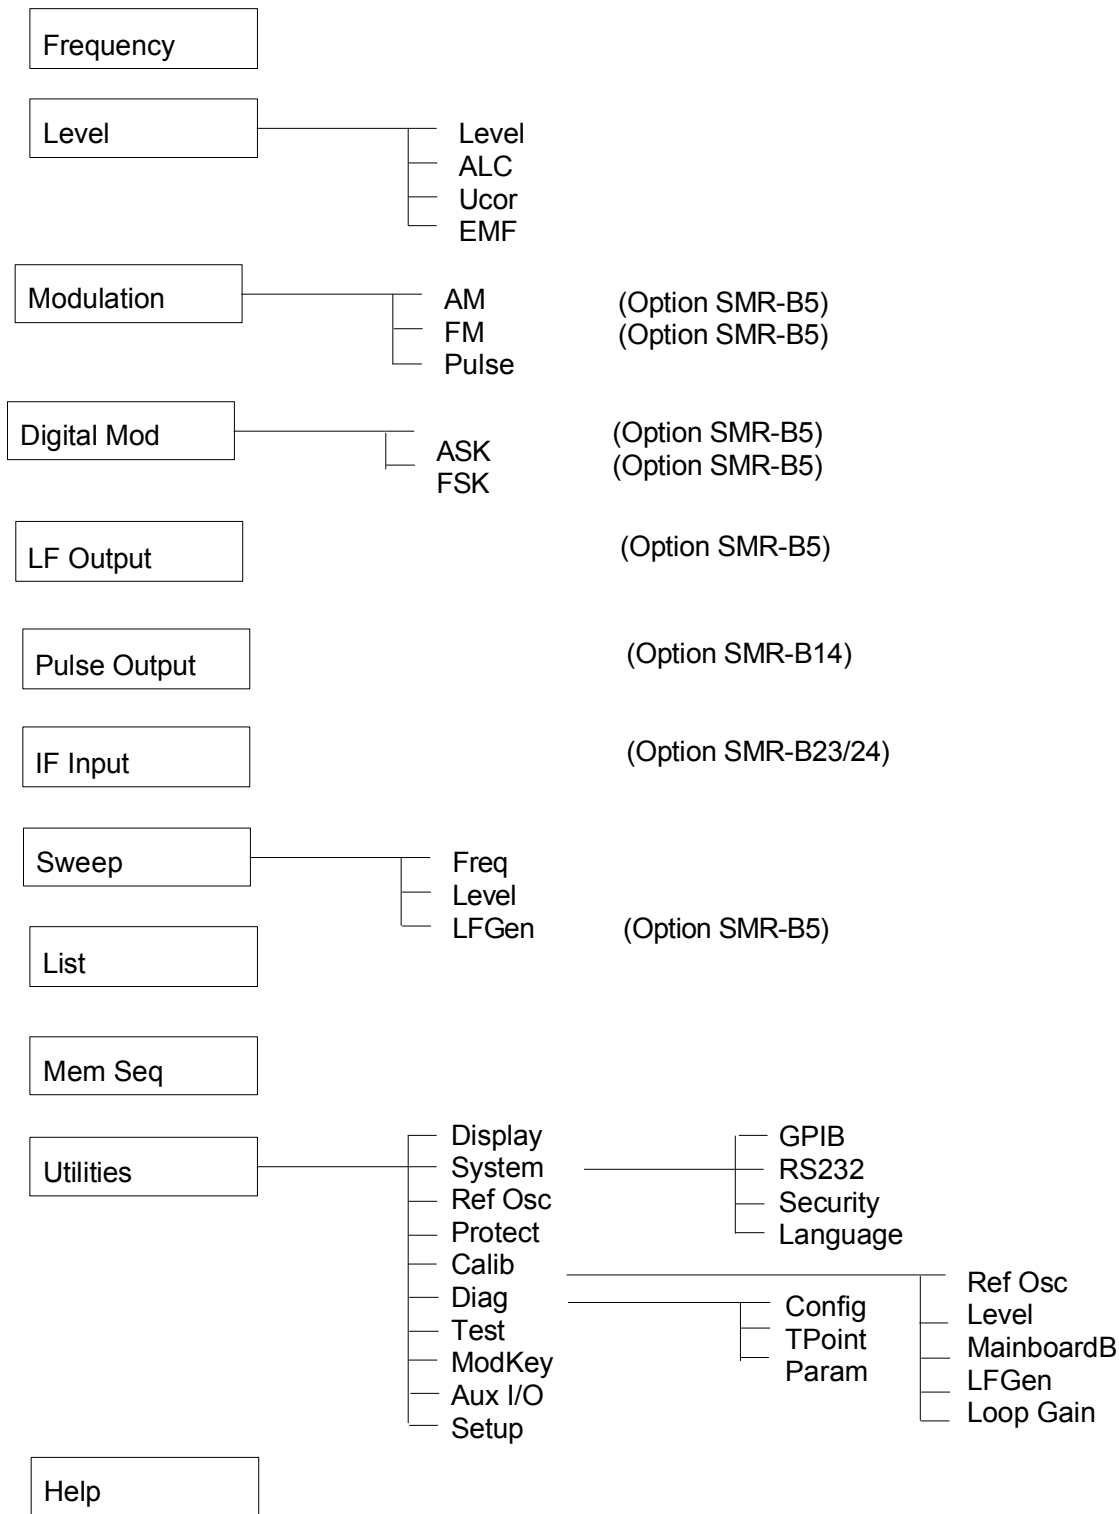 Frequency
Level
Level
ALC
Ucor
EMF
Modulation
AM (Option SMR-B5)
FM (Option SMR-B5)
Pulse
Digital Mod
ASK (Option SMR-B5)
FSK (Option SMR-B5)
LF Output (Option SMR-B5)
Pulse Output (Option SMR-B14)
IF Input (Option SMR-B23/24)
Sweep
Freq
Level
LFGen (Option SMR-B5)
List
Mem Seq
Utilities
Display
System
Ref Osc
Protect
Calib
Diag
Test
ModKey
Aux I/O
Setup
GPIB
RS232
Security
Language
Config
TPoint
Param
Ref Osc
Level
MainboardB
LFGen
Loop Gain
Help